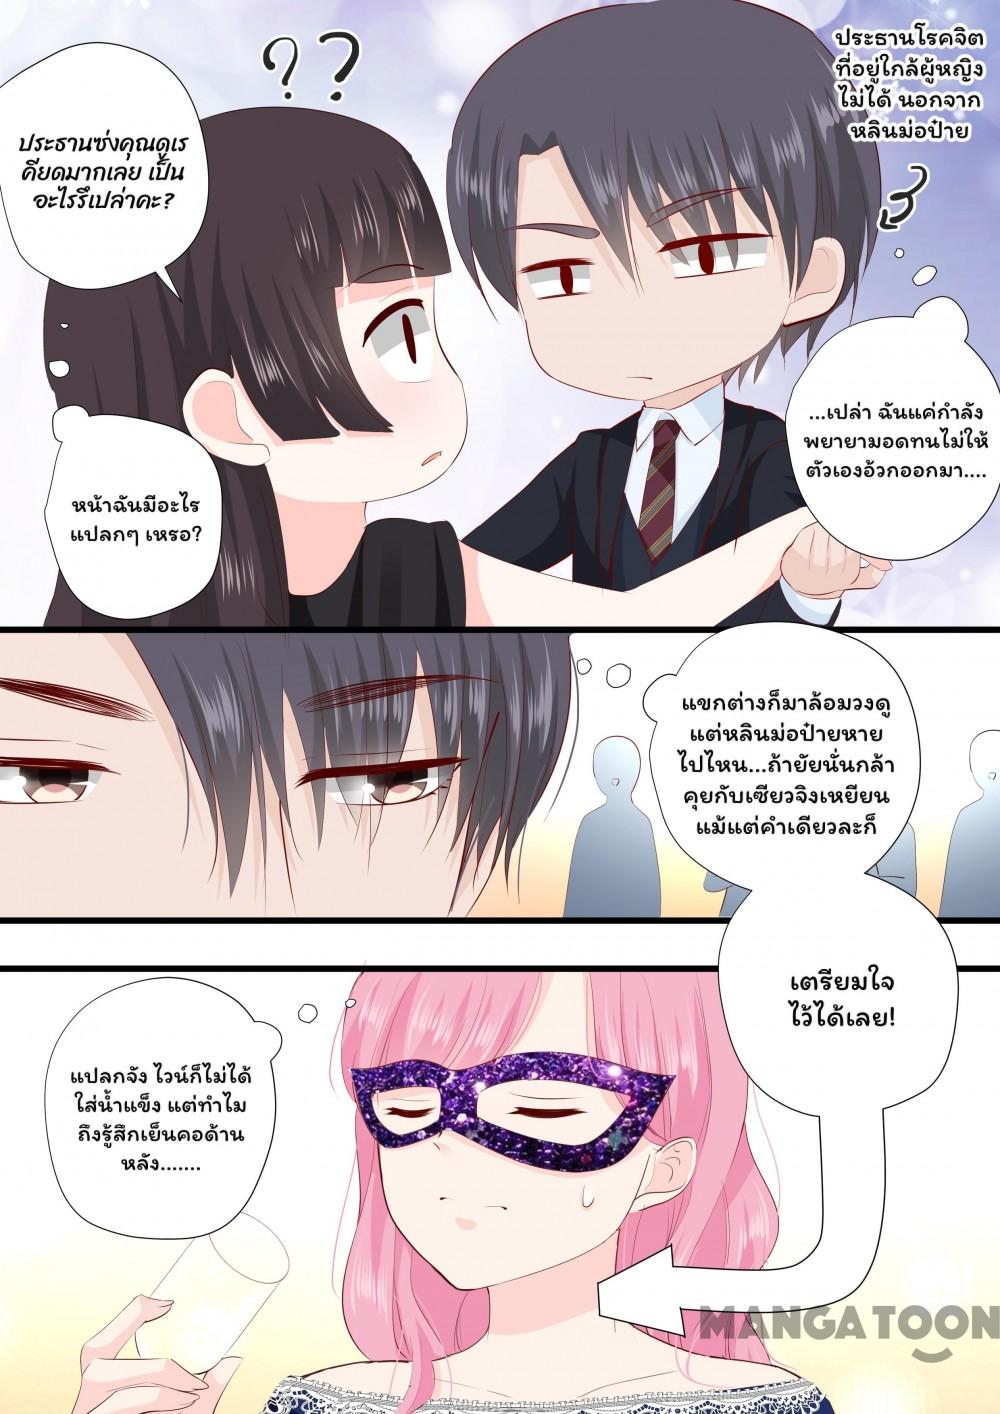 ? ?
ประธานโรคจิต
ที่อยู่ใกล้ผู้หญิง
ไม่ได้ นอกจาก
หลินม่อป๋าย
ประธานซ่งคุณดูเร
คียดมากเลย เป็น
อะไรรึเปล่าคะ?
...เปล่า ฉันแค่กำลัง
พยายามอดทนไม่ให้
ตัวเองอ้วกออกมา....
หน้าฉันมีอะไร
แปลกๆ เหรอ?
แขกต่างก็มาล้อมวงดู
แต่หลินม่อป๋ายหาย
ไปไหน...ถ้ายัยนั่นกล้า
คุยกับเซียวจิงเหยียน
แม้แต่คำเดียวละก็
เตรียมใจ
ไว้ได้เลย!
แปลกจัง ไวน์ก็ไม่ได้
ใส่น้ำแข็ง แต่ทำไม
ถึงรู้สึกเย็นคอด้าน
หลัง.......
MANGATOON